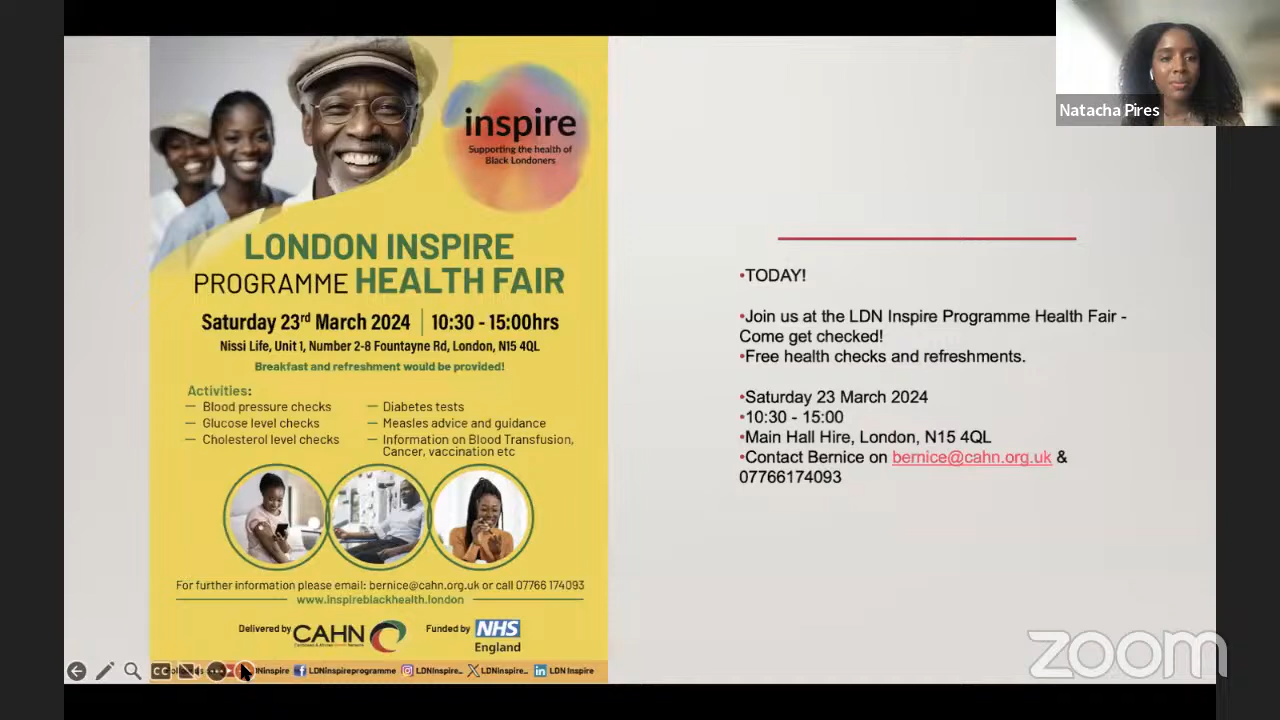 inspire
Supporting the health of
Black Londoners
LONDON INSPIRE
PROGRAMME HEALTH FAIR
Saturday 23rd March 2024 | 10:30 - 15:00hrs
Nissi Life, Unit 1, Number 2-8 Fountayne Rd, London, N15 4QL
Breakfast and refreshment would be provided!
Activities:
— Blood pressure checks
— Glucose level checks
— Cholesterol level checks
— Diabetes tests
— Measles advice and guidance
— Information on Blood Transfusion,
Cancer, vaccination etc
For further information please email: bernice@cahn.org.uk or call 07766 174093
www.inspireblackhealth.london
Delivered by CAHN
Funded by NHS
England
LDNinspireprogramme LDNInspire... LDNInspire... LDN Inspire
CC
Natacha Pires
•TODAY!
•Join us at the LDN Inspire Programme Health Fair -
Come get checked!
•Free health checks and refreshments.
•Saturday 23 March 2024
•10:30 - 15:00
•Main Hall Hire, London, N15 4QL
•Contact Bernice on bernice@cahn.org.uk &
07766174093
zoom